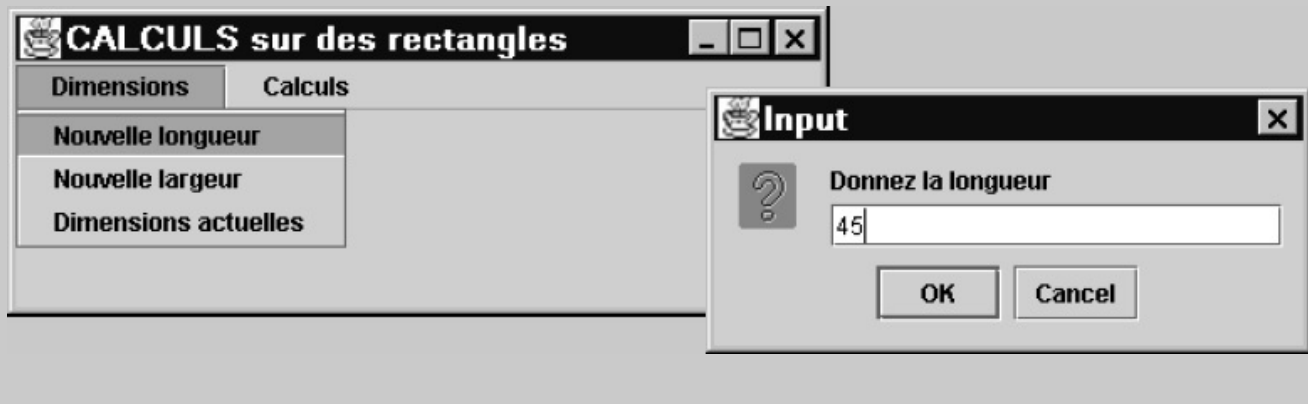 CALCULS sur des rectangles
Dimensions Calculs
Nouvelle longueur
Nouvelle largeur
Dimensions actuelles
Input
Donnez la longueur
45
OK Cancel